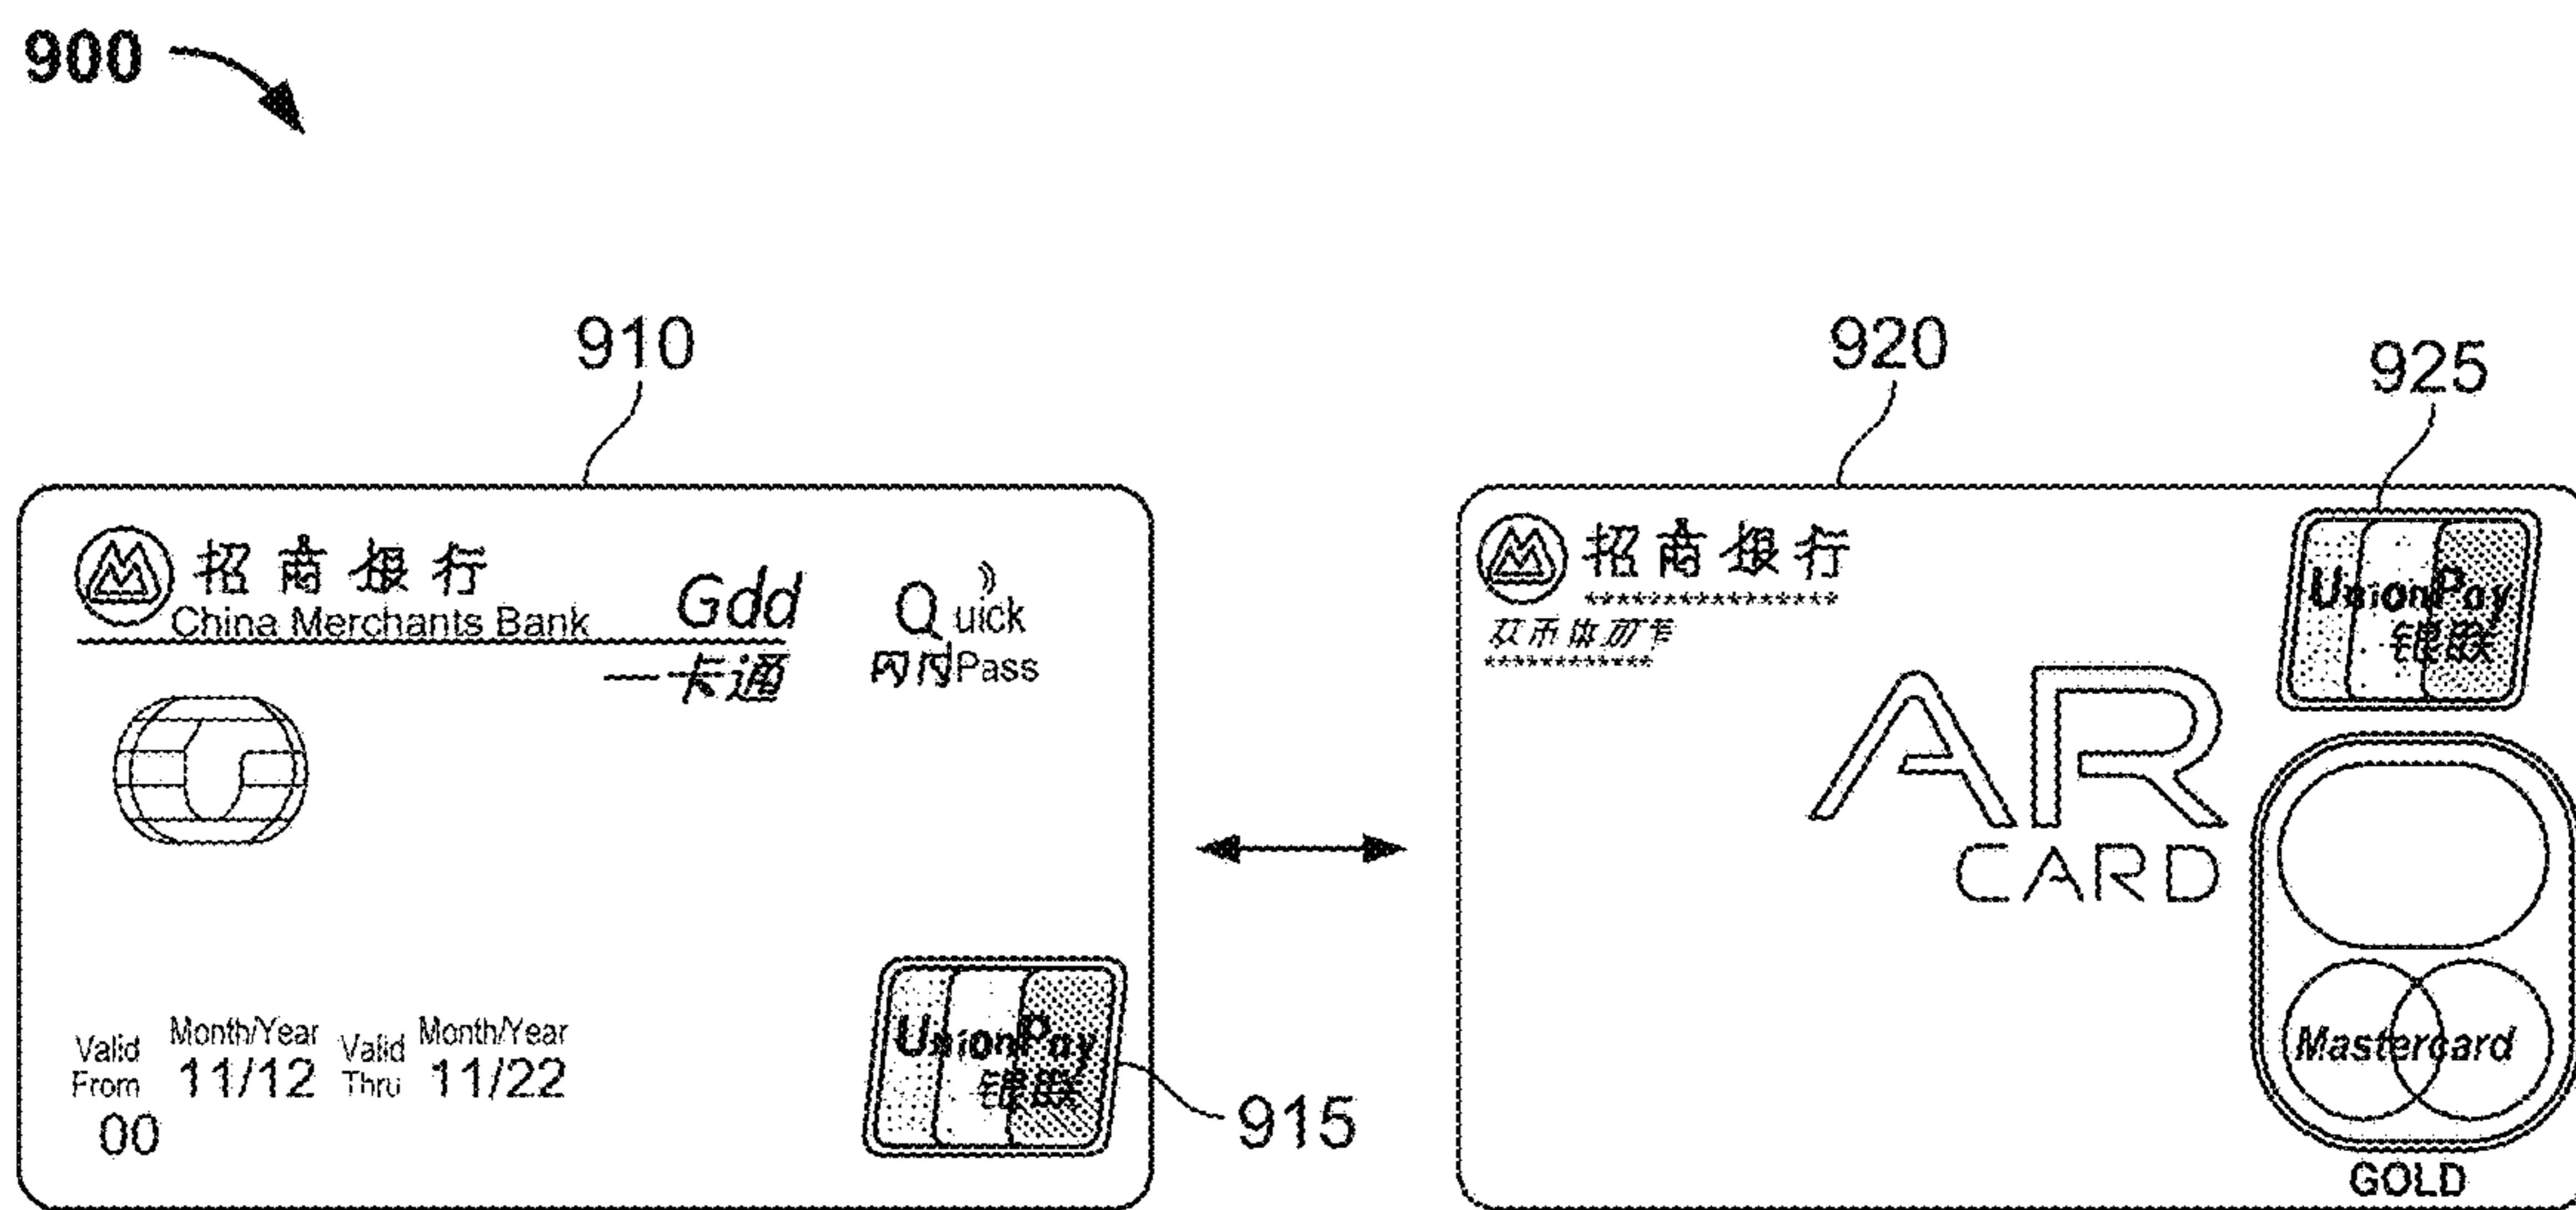 900
910
920
925
招商银行
China Merchants Bank
Gdd
一卡通
Quick
Pass
Valid From
Month/Year
11/12
Valid Thru
Month/Year
11/22
00
UnionPay
银联
915
招商银行
*****************
************
AR
CARD
UnionPay
银联
Mastercard
GOLD